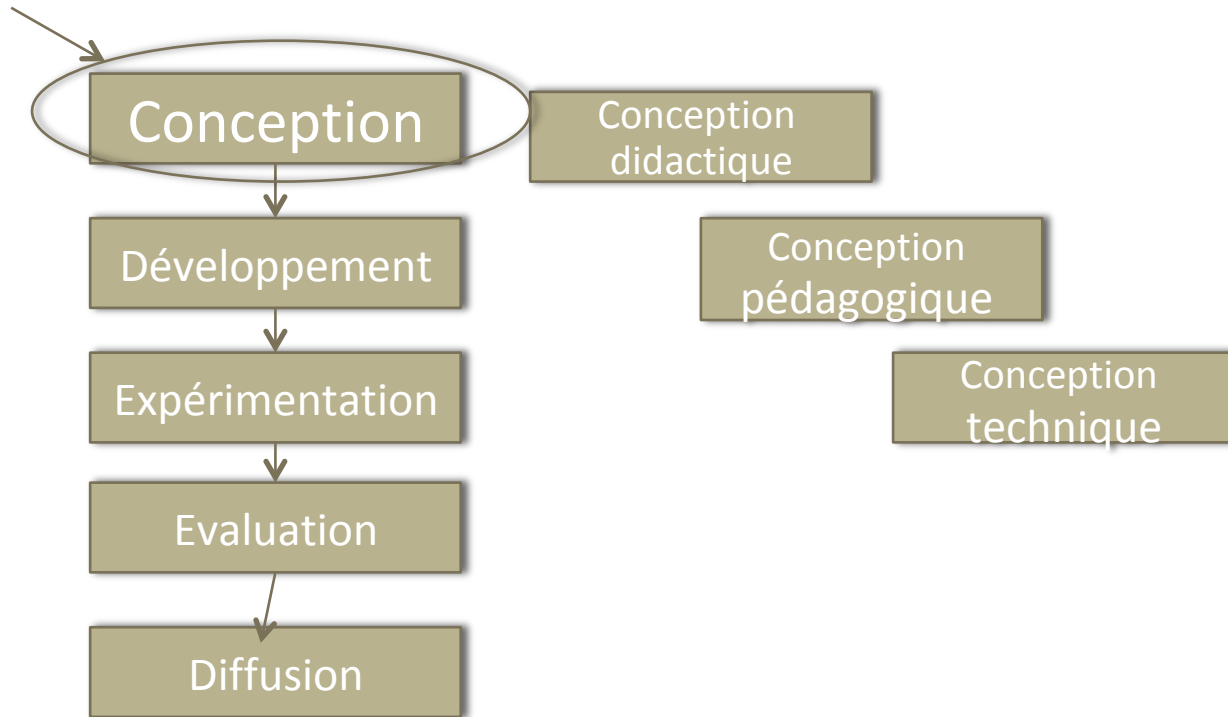 Conception
Conception
didactique
Développement
Conception
pédagogique
Expérimentation
Conception
technique
Evaluation
Diffusion